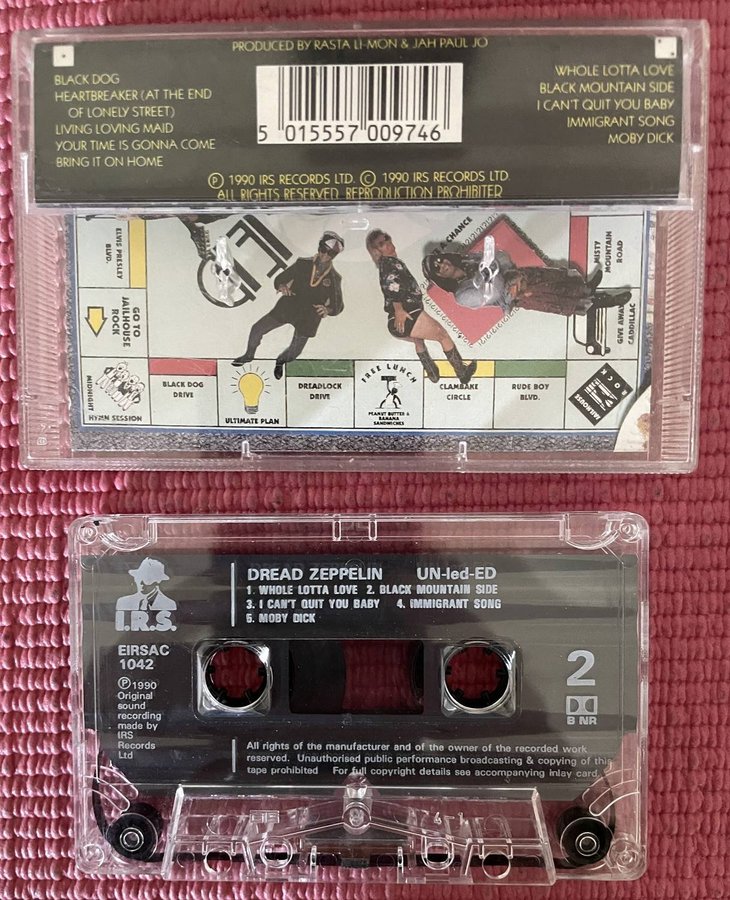 PRODUCED BY RASTA LI-MON & JAH PAUL JO
BLACK DOG
HEARTBREAKER (AT THE END
OF LONELY STREET)
LIVING LOVING MAID
YOUR TIME IS GONNA COME
BRING IT ON HOME
WHOLE LOTTA LOVE
BLACK MOUNTAIN SIDE
I CAN'T QUIT YOU BABY
IMMIGRANT SONG
MOBY DICK
5 015557 009746
Ⓟ 1990 IRS RECORDS LTD. © 1990 IRS RECORDS LTD
ALL RIGHTS RESERVED. REPRODUCTION PROHIBITED
ELVIS PRESLEY
BLVD.
GO TO
JAILHOUSE
ROCK
A CHANCE
MISTY
MOUNTAIN
ROAD
GIVE AWAY
CADDILLAC
MIDNIGHT
HYMN SESSION
BLACK DOG
DRIVE
ULTIMATE PLAN
DREADLOCK
DRIVE
FREE LUNCH
PEANUT BUTTER &
BANANA
SANDWICHES
CLAMBAKE
CIRCLE
RUDE BOY
BLVD.
JAILHOUSE
ROCK
I.R.S.
DREAD ZEPPELIN UN-led-ED
1. WHOLE LOTTA LOVE 2. BLACK MOUNTAIN SIDE
3. I CAN'T QUIT YOU BABY 4. IMMIGRANT SONG
5. MOBY DICK
EIRSAC
1042
Ⓟ1990
Original
sound
recording
made by
IRS
Records
Ltd
2
B NR
All rights of the manufacturer and of the owner of the recorded work
reserved. Unauthorised public performance broadcasting & copying of this
tape prohibited For full copyright details see accompanying inlay card.